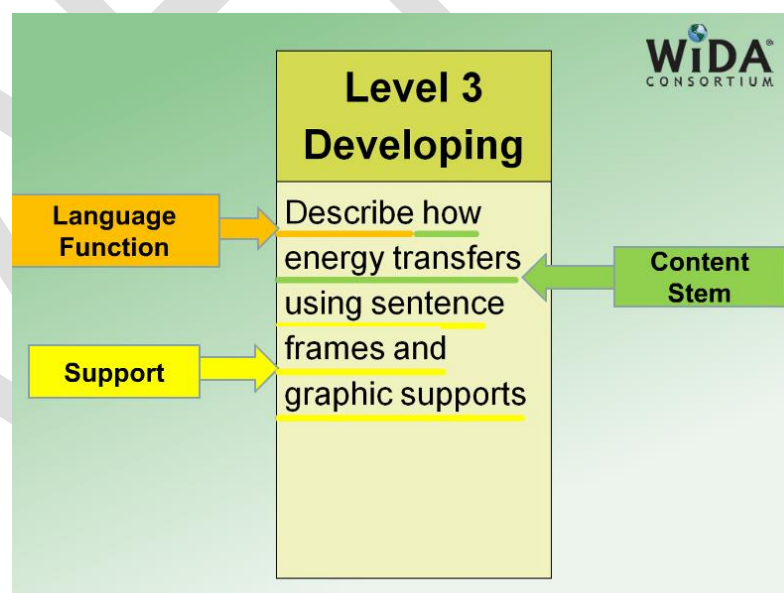 WiDA®
CONSORTIUM
Level 3
Developing
Language
Function
Describe how
energy transfers
using sentence
frames and
graphic supports
Content
Stem
Support